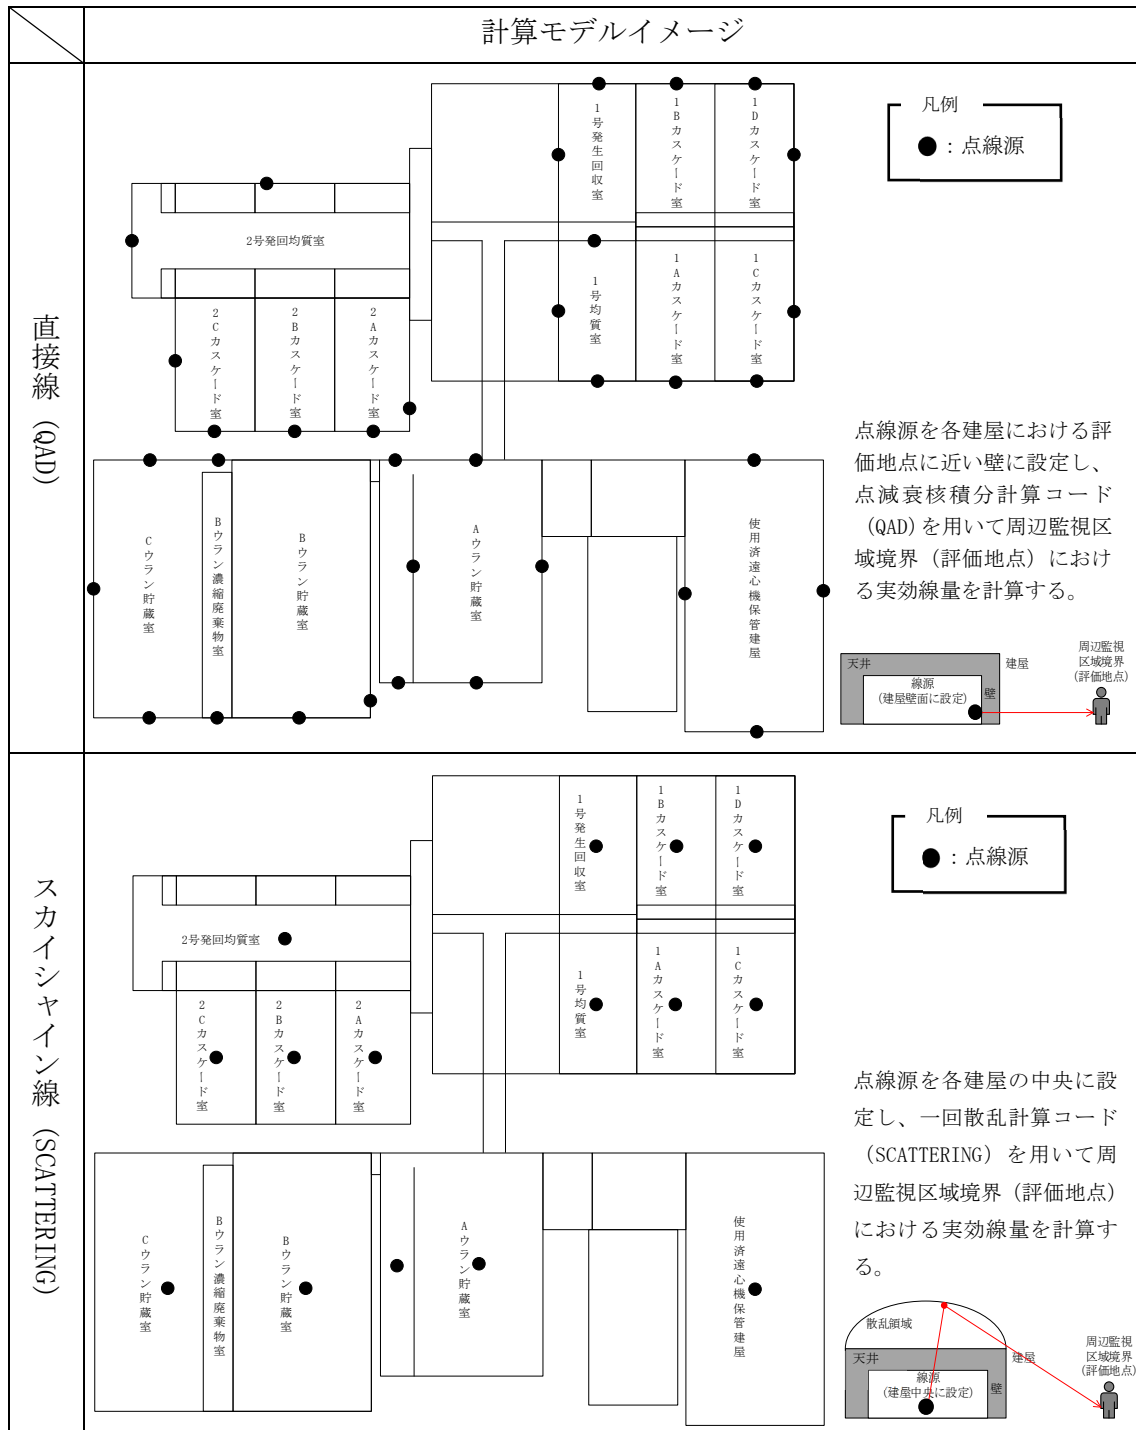 計算モデルイメージ
直接線 (QAD)
1号発生回収室
1Bカスケード室
1Dカスケード室
凡例
●：点線源
2号発回均質室
1号均質室
1Aカスケード室
1Cカスケード室
2Cカスケード室
2Bカスケード室
2Aカスケード室
Cウラン貯蔵室
Bウラン濃縮廃棄物室
Bウラン貯蔵室
Aウラン貯蔵室
使用済遠心機保管建屋
点線源を各建屋における評
価地点に近い壁に設定し、
点減衰核積分計算コード
（QAD)を用いて周辺監視区
域境界（評価地点）におけ
る実効線量を計算する。
天井
建屋
線源
(建屋壁面に設定)
壁
周辺監視
区域境界
(評価地点)
スカイシャイン線 (SCATTERING)
1号発生回収室
1Bカスケード室
1Dカスケード室
凡例
●：点線源
2号発回均質室
1号均質室
1Aカスケード室
1Cカスケード室
2Cカスケード室
2Bカスケード室
2Aカスケード室
Cウラン貯蔵室
Bウラン濃縮廃棄物室
Bウラン貯蔵室
Aウラン貯蔵室
使用済遠心機保管建屋
点線源を各建屋の中央に設
定し、一回散乱計算コード
（SCATTERING）を用いて周
辺監視区域境界（評価地点）
における実効線量を計算す
る。
散乱領域
天井
建屋
線源
(建屋中央に設定)
壁
周辺監視
区域境界
(評価地点)